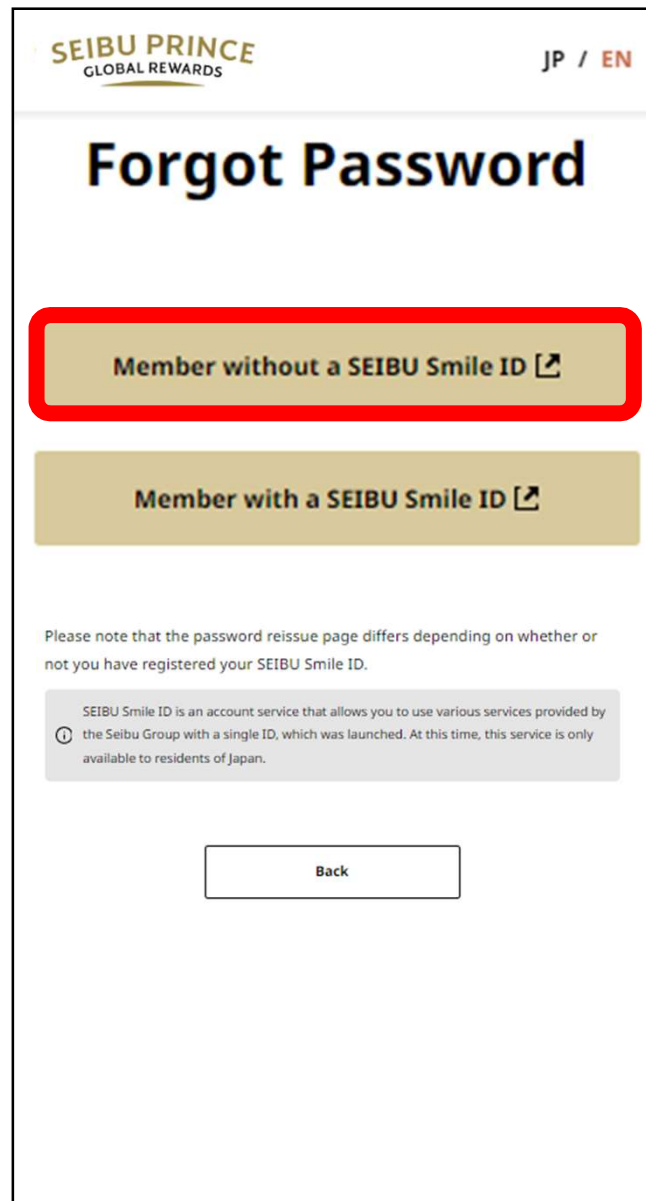 SEIBU PRINCE
GLOBAL REWARDS
JP / EN
Forgot Password
Member without a SEIBU Smile ID
Member with a SEIBU Smile ID
Please note that the password reissue page differs depending on whether or
not you have registered your SEIBU Smile ID.
SEIBU Smile ID is an account service that allows you to use various services provided by
the Seibu Group with a single ID, which was launched. At this time, this service is only
available to residents of Japan.
Back